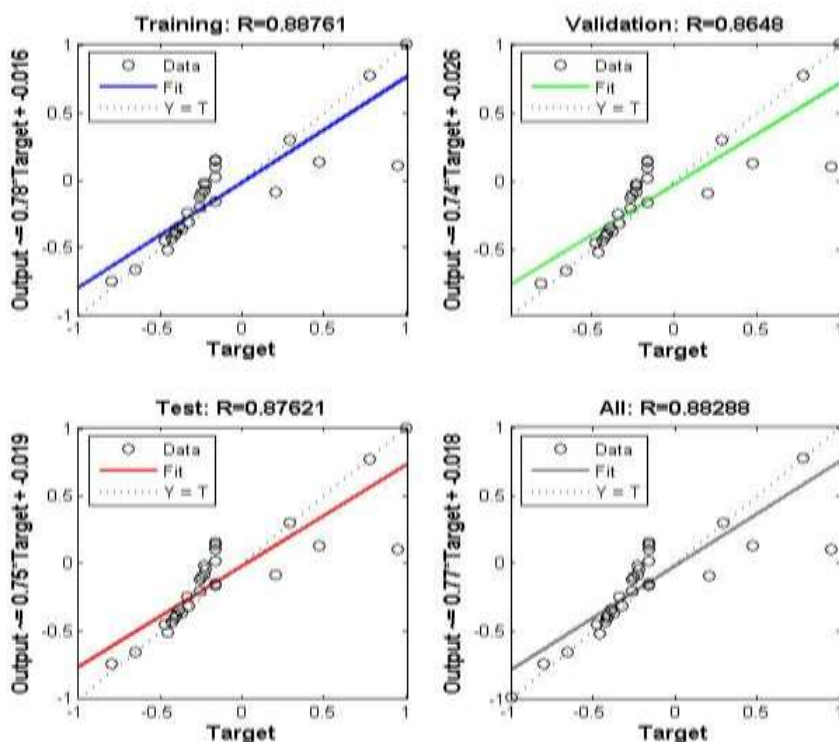 Training: R=0.88761
Output ~= 0.78*Target + -0.016
1
0.5
0
-0.5
-1
Data
Fit
Y = T
-1
-0.5
0
0.5
1
Target
Validation: R=0.8648
Output ~= 0.74*Target + -0.026
1
0.5
0
-0.5
Data
Fit
Y = T
-0.5
0
0.5
1
Target
Test: R=0.87621
Output ~= 0.75*Target + -0.019
1
0.5
0
-0.5
-1
Data
Fit
Y = T
-1
-0.5
0
0.5
1
Target
All: R=0.88288
Output ~= 0.77*Target + -0.018
1
0.5
0
-0.5
-1
Data
Fit
Y = T
-1
-0.5
0
0.5
1
Target